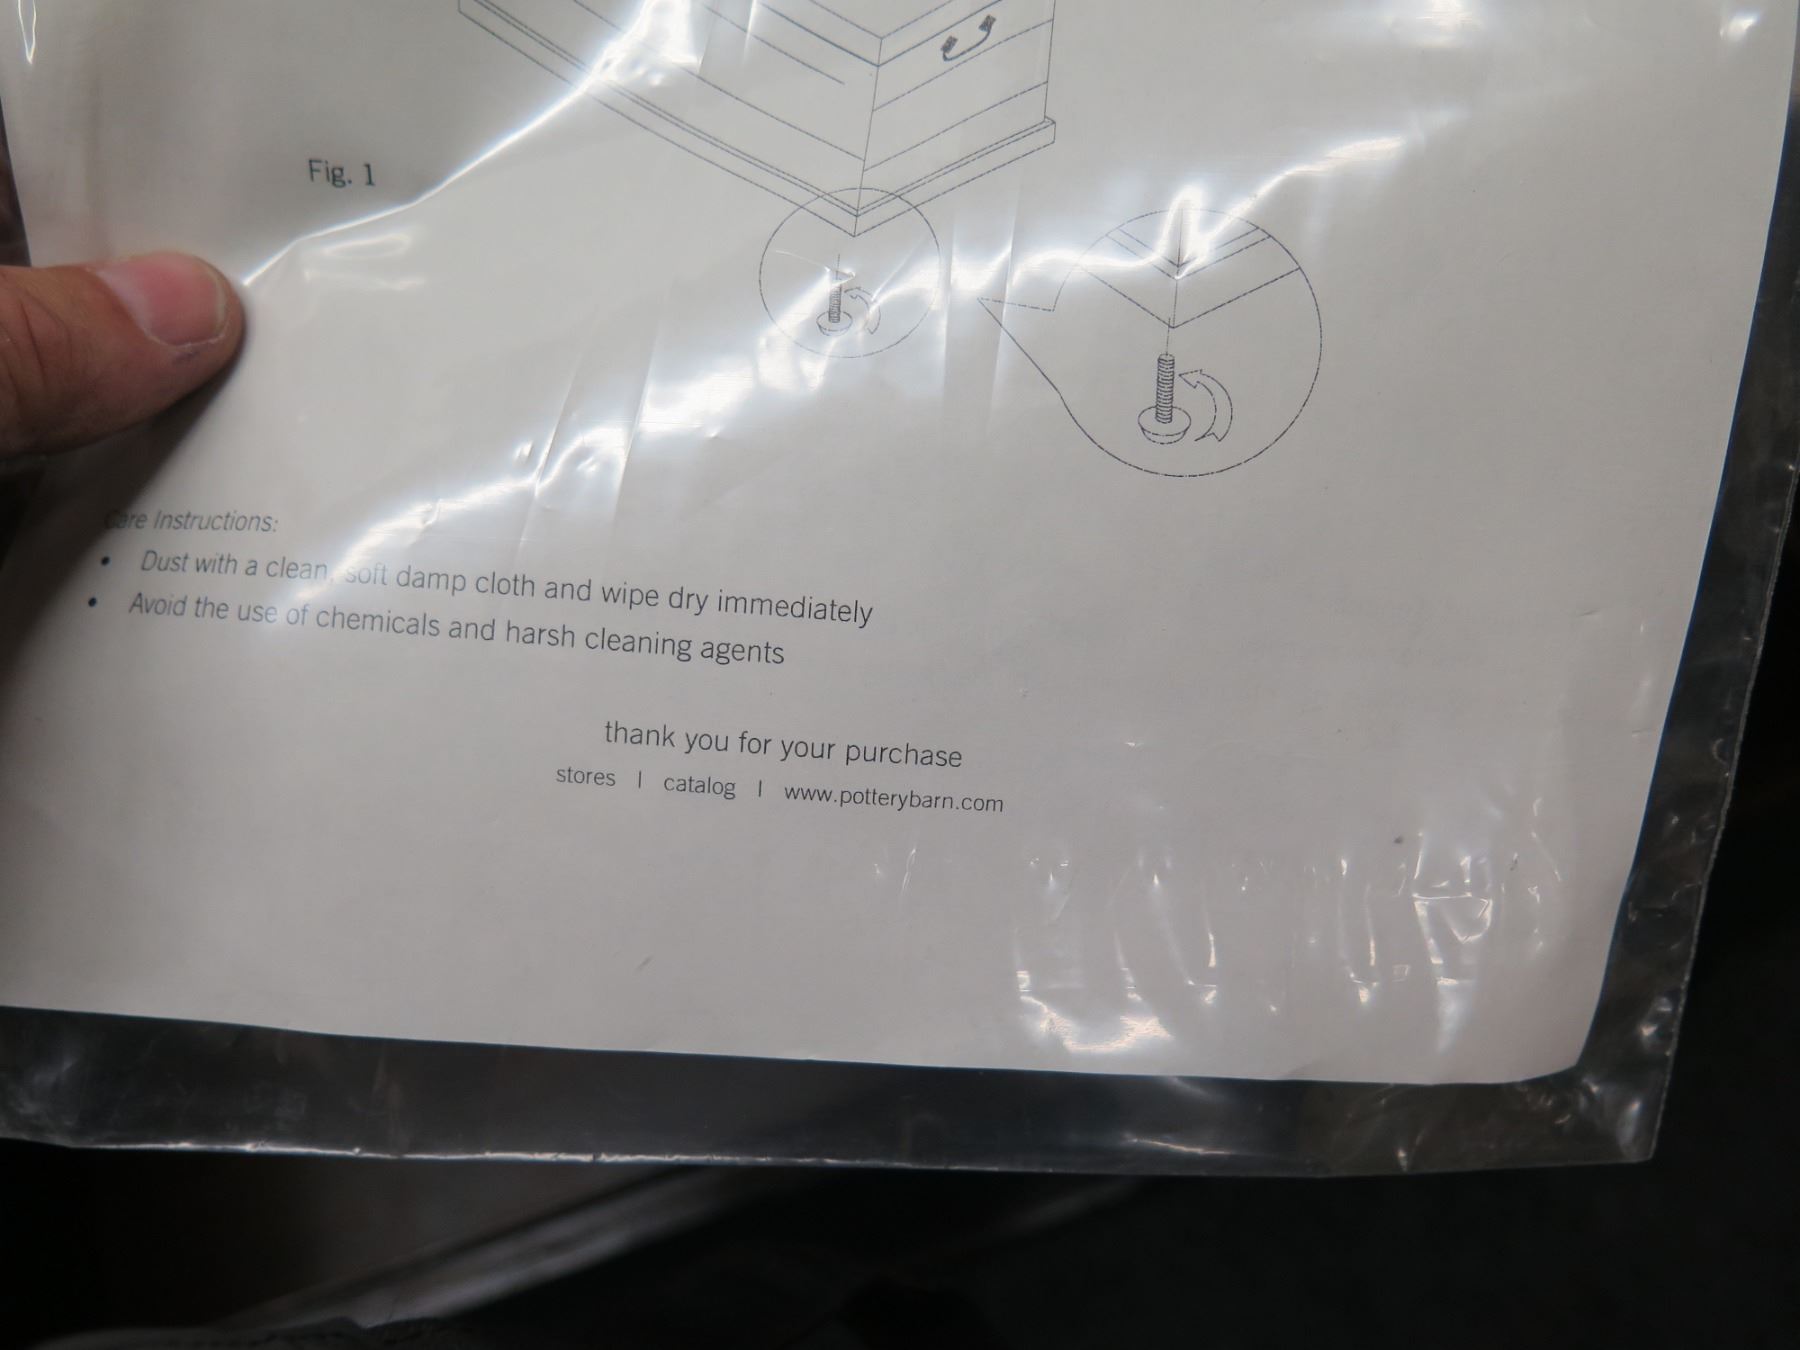 Fig. 1
Care Instructions:
• Dust with a clean, soft damp cloth and wipe dry immediately
• Avoid the use of chemicals and harsh cleaning agents
thank you for your purchase
stores | catalog | www.potterybarn.com